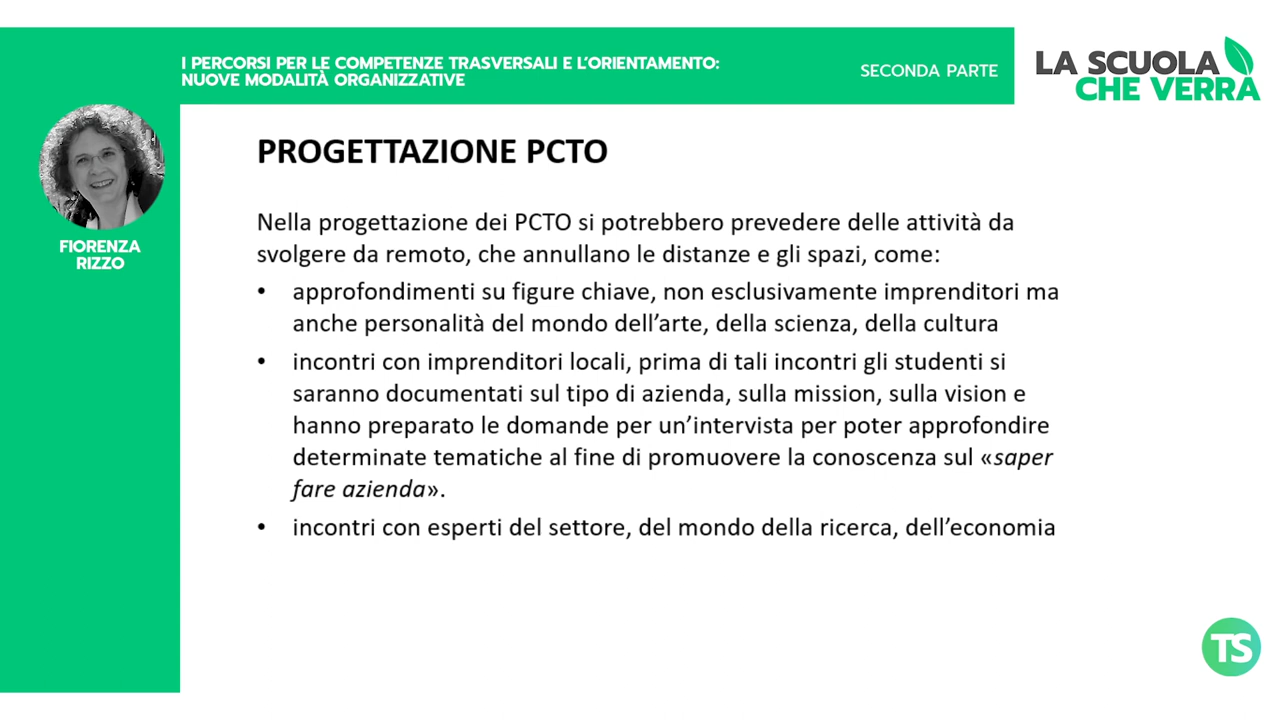 I PERCORSI PER LE COMPETENZE TRASVERSALI E L'ORIENTAMENTO:
NUOVE MODALITÀ ORGANIZZATIVE
SECONDA PARTE
LA SCUOLA
CHE VERRÀ
FIORENZA
RIZZO
PROGETTAZIONE PCTO
Nella progettazione dei PCTO si potrebbero prevedere delle attività da
svolgere da remoto, che annullano le distanze e gli spazi, come:
• approfondimenti su figure chiave, non esclusivamente imprenditori ma
anche personalità del mondo dell’arte, della scienza, della cultura
• incontri con imprenditori locali, prima di tali incontri gli studenti si
saranno documentati sul tipo di azienda, sulla mission, sulla vision e
hanno preparato le domande per un’intervista per poter approfondire
determinate tematiche al fine di promuovere la conoscenza sul «saper
fare azienda».
• incontri con esperti del settore, del mondo della ricerca, dell’economia
TS